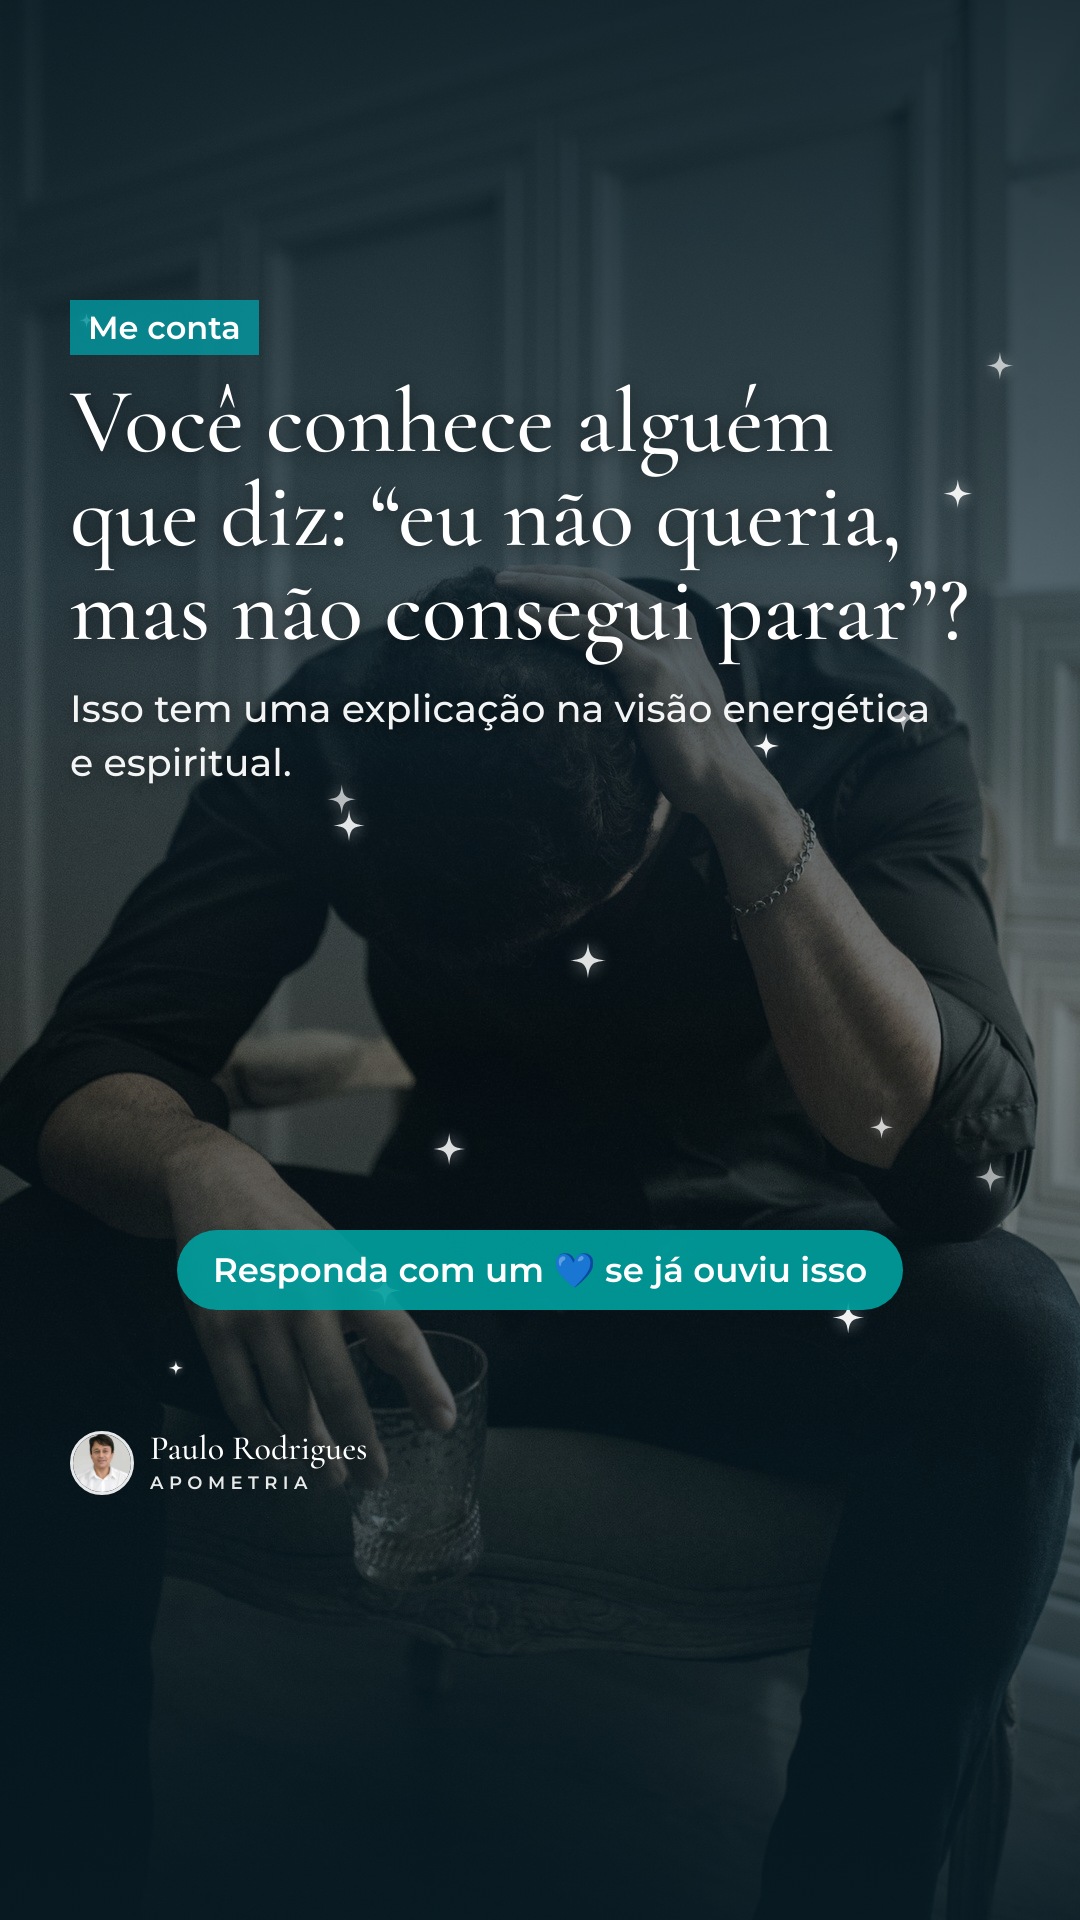 Me conta
Você conhece alguém
que diz: “eu não queria,
mas não consegui parar”?
Isso tem uma explicação na visão energética
e espiritual.
Responda com um 💙 se já ouviu isso
Paulo Rodrigues
APOMETRIA